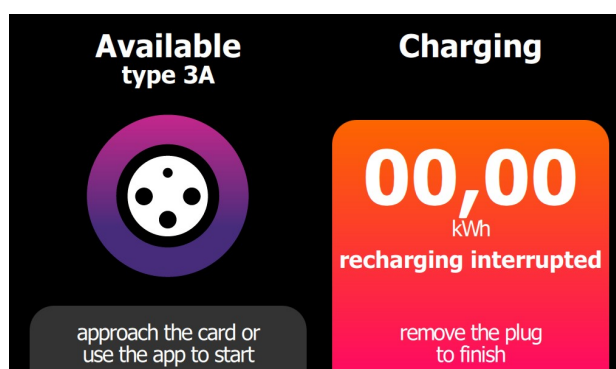 Available
type 3A
approach the card or
use the app to start
Charging
00,00
kWh
recharging interrupted
remove the plug
to finish